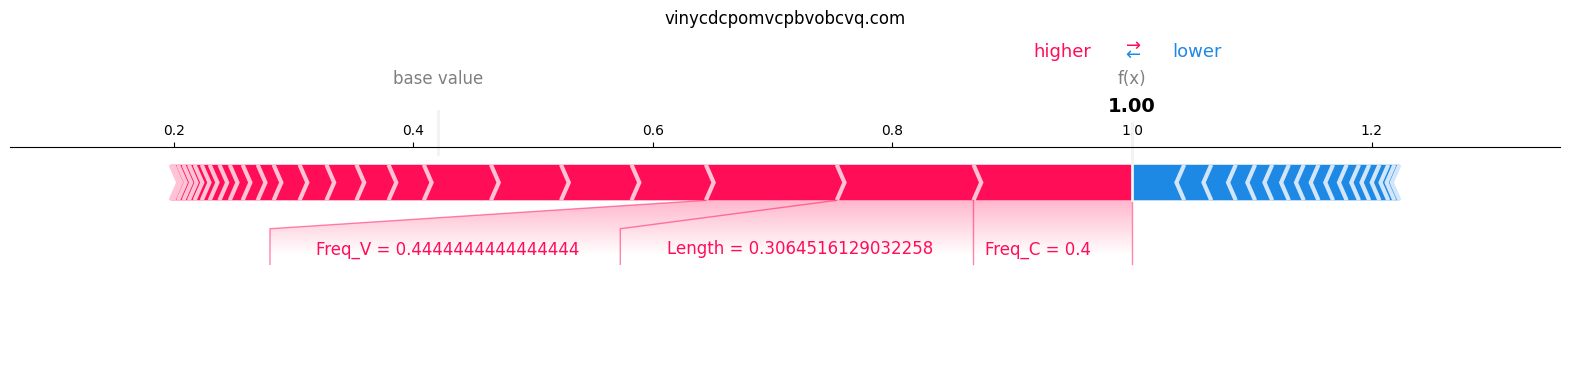 vinycdcpomvcpbvobcvq.com
higher → ← lower
base value f(x)
1.00
0.2 0.4 0.6 0.8 1.0 1.2
Freq_V = 0.4444444444444444 Length = 0.3064516129032258 Freq_C = 0.4